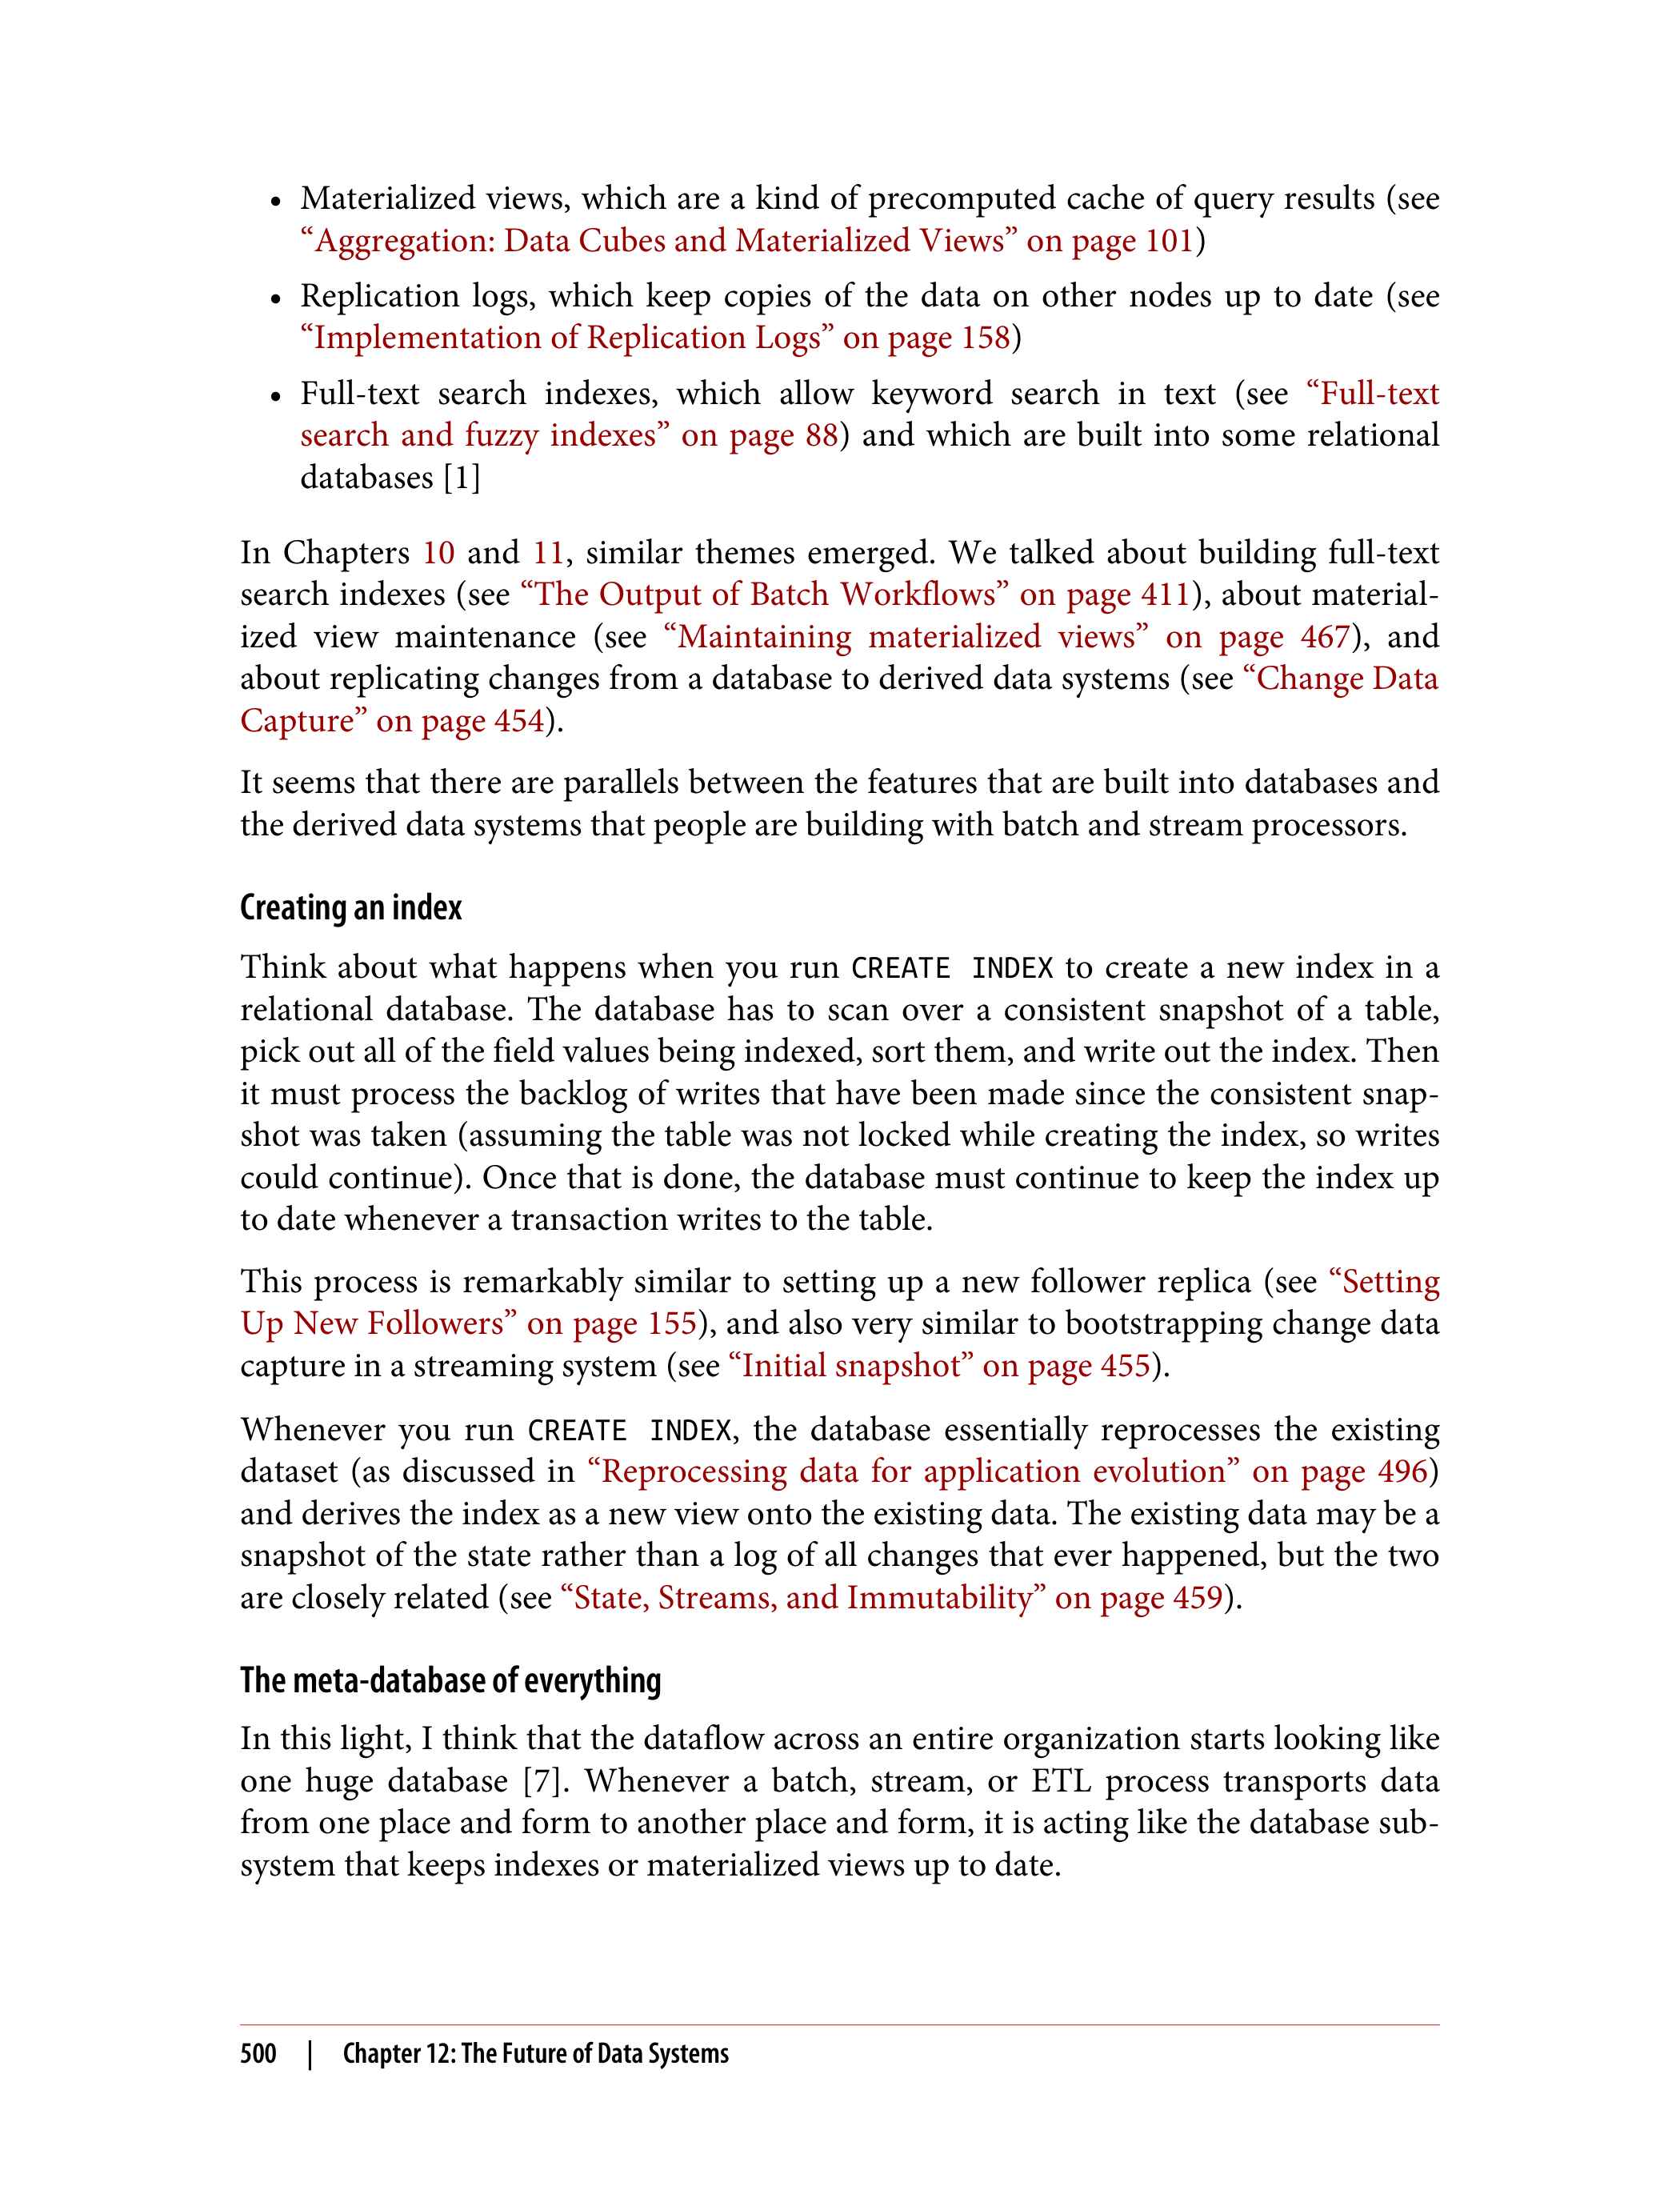 • Materialized views, which are a kind of precomputed cache of query results (see
“Aggregation: Data Cubes and Materialized Views” on page 101)
• Replication logs, which keep copies of the data on other nodes up to date (see
“Implementation of Replication Logs” on page 158)
• Full-text search indexes, which allow keyword search in text (see “Full-text
search and fuzzy indexes” on page 88) and which are built into some relational
databases [1]
In Chapters 10 and 11, similar themes emerged. We talked about building full-text
search indexes (see “The Output of Batch Workflows” on page 411), about material-
ized view maintenance (see “Maintaining materialized views” on page 467), and
about replicating changes from a database to derived data systems (see “Change Data
Capture” on page 454).
It seems that there are parallels between the features that are built into databases and
the derived data systems that people are building with batch and stream processors.
Creating an index
Think about what happens when you run CREATE INDEX to create a new index in a
relational database. The database has to scan over a consistent snapshot of a table,
pick out all of the field values being indexed, sort them, and write out the index. Then
it must process the backlog of writes that have been made since the consistent snap-
shot was taken (assuming the table was not locked while creating the index, so writes
could continue). Once that is done, the database must continue to keep the index up
to date whenever a transaction writes to the table.
This process is remarkably similar to setting up a new follower replica (see “Setting
Up New Followers” on page 155), and also very similar to bootstrapping change data
capture in a streaming system (see “Initial snapshot” on page 455).
Whenever you run CREATE INDEX, the database essentially reprocesses the existing
dataset (as discussed in “Reprocessing data for application evolution” on page 496)
and derives the index as a new view onto the existing data. The existing data may be a
snapshot of the state rather than a log of all changes that ever happened, but the two
are closely related (see “State, Streams, and Immutability” on page 459).
The meta-database of everything
In this light, I think that the dataflow across an entire organization starts looking like
one huge database [7]. Whenever a batch, stream, or ETL process transports data
from one place and form to another place and form, it is acting like the database sub-
system that keeps indexes or materialized views up to date.
500 | Chapter 12: The Future of Data Systems